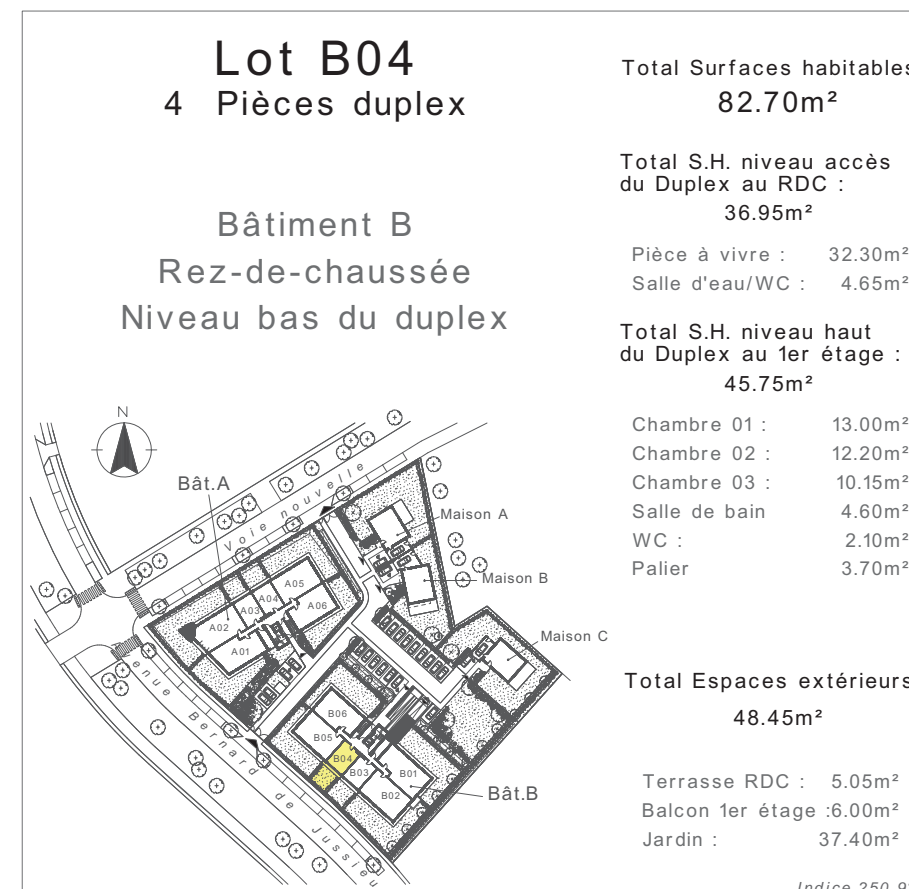 Lot B04
4 Pièces duplex
Bâtiment B
Rez-de-chaussée
Niveau bas du duplex
Total Surfaces habitables
82.70m²
Total S.H. niveau accès
du Duplex au RDC :
36.95m²
Pièce à vivre : 32.30m²
Salle d'eau/WC : 4.65m²
Total S.H. niveau haut
du Duplex au 1er étage :
45.75m²
Chambre 01 : 13.00m²
Chambre 02 : 12.20m²
Chambre 03 : 10.15m²
Salle de bain 4.60m²
WC : 2.10m²
Palier 3.70m²
Total Espaces extérieurs
48.45m²
Terrasse RDC : 5.05m²
Balcon 1er étage :6.00m²
Jardin : 37.40m²
N
Bât.A
Voie nouvelle
Maison A
Maison B
Maison C
A05
A04
A06
A03
A02
A01
B06
B05
B04
B03
B01
B02
Bât.B
enue Bernard de Jussieu
Indice 250.9